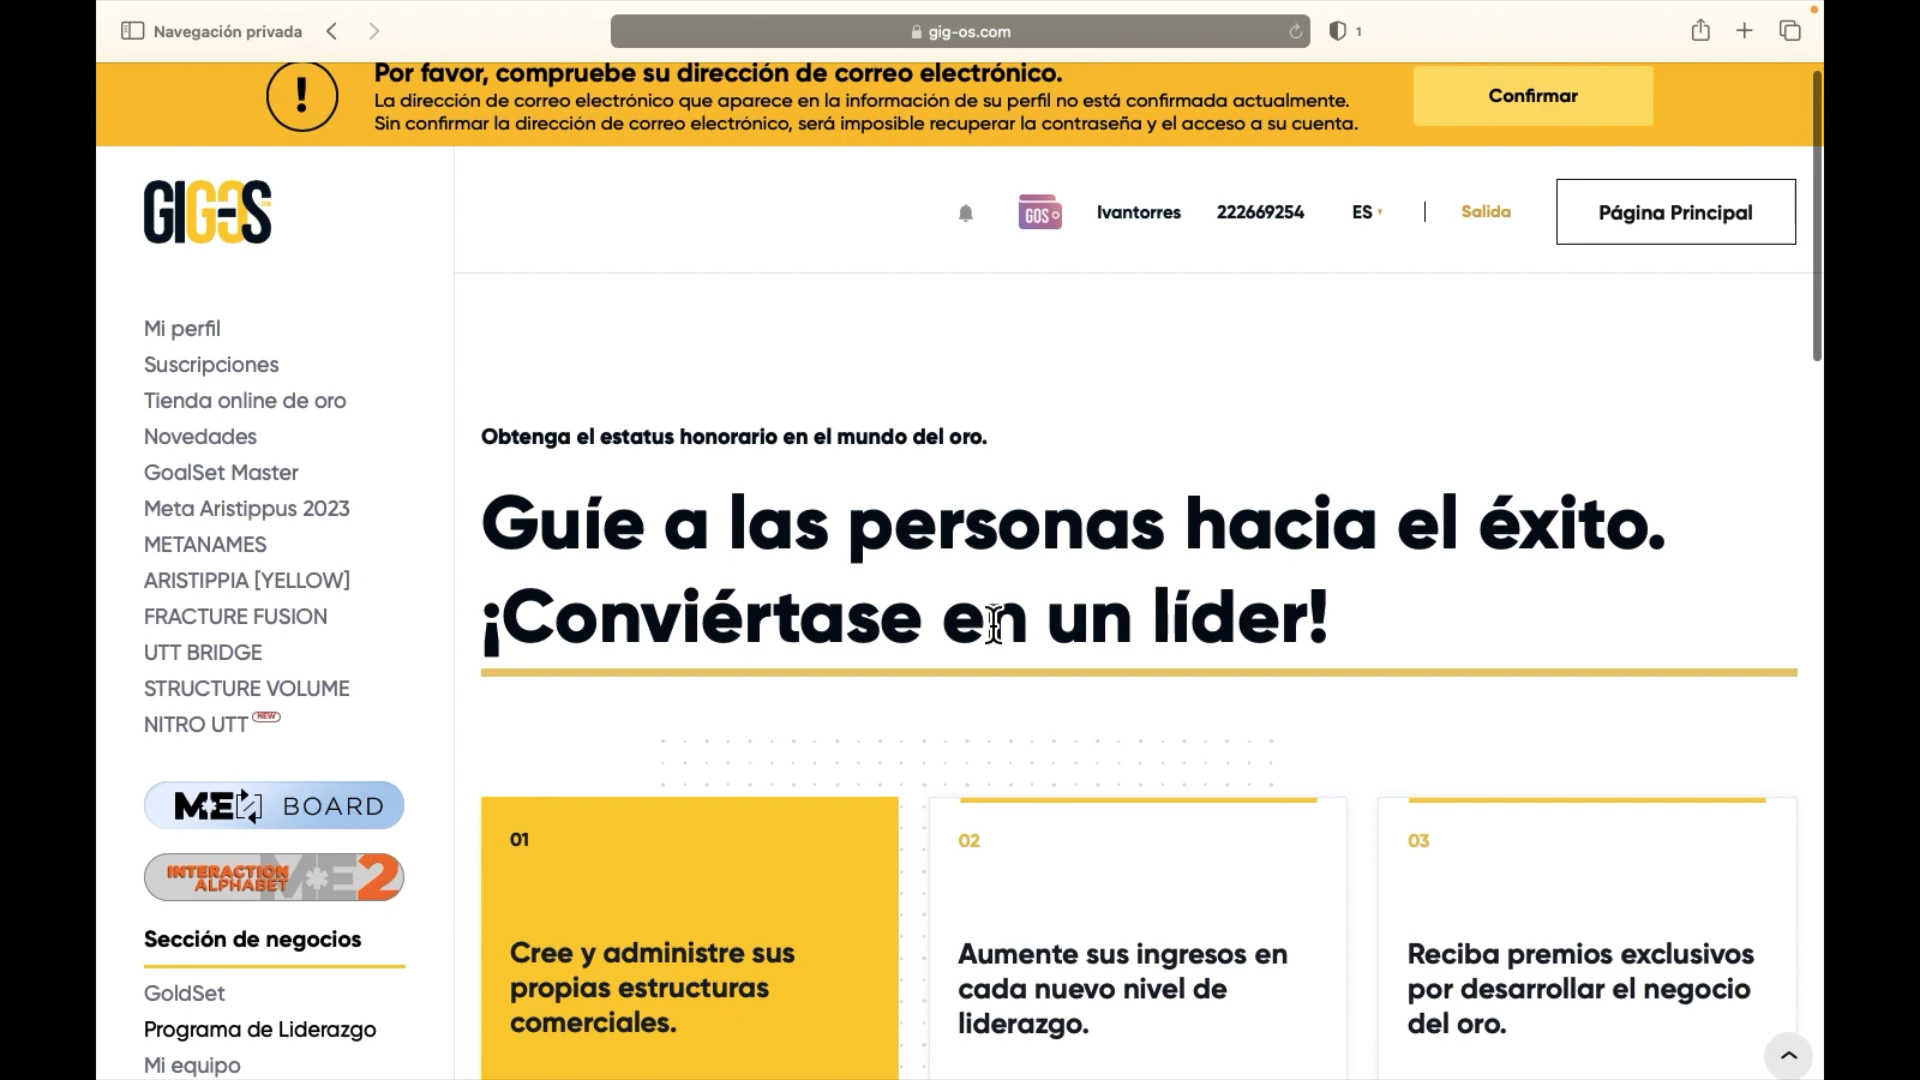 Navegación privada
gig-os.com
1
Por favor, compruebe su dirección de correo electrónico.
La dirección de correo electrónico que aparece en la información de su perfil no está confirmada actualmente.
Sin confirmar la dirección de correo electrónico, será imposible recuperar la contraseña y el acceso a su cuenta.
Confirmar
GIGOS
GOS
Ivantorres
222669254
ES
Salida
Página Principal
Mi perfil
Suscripciones
Tienda online de oro
Novedades
GoalSet Master
Meta Aristippus 2023
METANAMES
ARISTIPPIA [YELLOW]
FRACTURE FUSION
UTT BRIDGE
STRUCTURE VOLUME
NITRO UTT NEW
ME BOARD
INTERACTION
ALPHABET
ME2
Sección de negocios
GoldSet
Programa de Liderazgo
Mi equipo
Obtenga el estatus honorario en el mundo del oro.
Guíe a las personas hacia el éxito.
¡Conviértase en un líder!
01
Cree y administre sus
propias estructuras
comerciales.
02
Aumente sus ingresos en
cada nuevo nivel de
liderazgo.
03
Reciba premios exclusivos
por desarrollar el negocio
del oro.